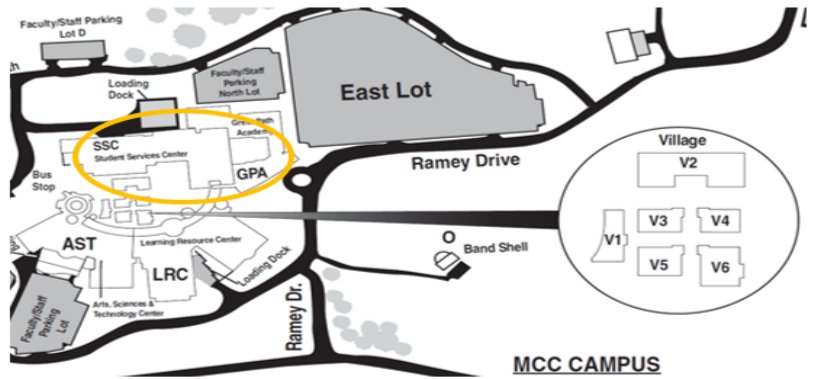 Faculty/Staff Parking
Lot D
Loading
Dock
Faculty/Staff
Parking
North Lot
East Lot
SSC
Student Services Center
Academy
GPA
Bus
Stop
Ramey Drive
Village
V2
V1
V3
V4
V5
V6
AST
Learning Resource Center
LRC
Loading Dock
O
Band Shell
Arts, Sciences &
Technology Center
Faculty/Staff
Parking
Lot
Ramey Dr.
MCC CAMPUS